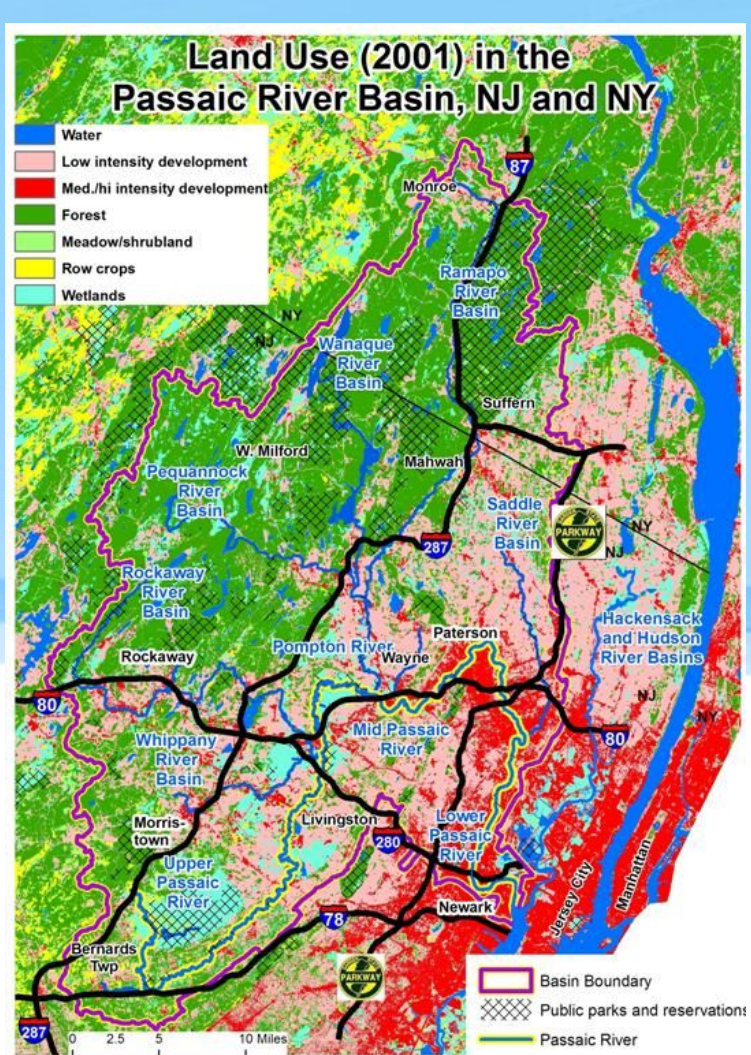 Land Use (2001) in the
Passaic River Basin, NJ and NY
Water
Low intensity development
Med./hi intensity development
Forest
Meadow/shrubland
Row crops
Wetlands
87
Monroe
Ramapo
River
Basin
NY
NJ
Wanaque
River
Basin
Suffern
W. Milford
Mahwah
Pequannock
River
Basin
Saddle
River
Basin
PARKWAY
NY
NJ
287
Rockaway
River
Basin
Hackensack
and Hudson
River Basins
Paterson
Pompton River
Wayne
Rockaway
NJ
NY
80
Mid Passaic
River
80
Whippany
River
Basin
Livingston
Lower
Passaic
River
280
Morris-
town
Upper
Passaic
River
Manhattan
Jersey City
Newark
78
Bernards
Twp
PARKWAY
287
0 2.5 5 10 Miles
Basin Boundary
Public parks and reservations
Passaic River